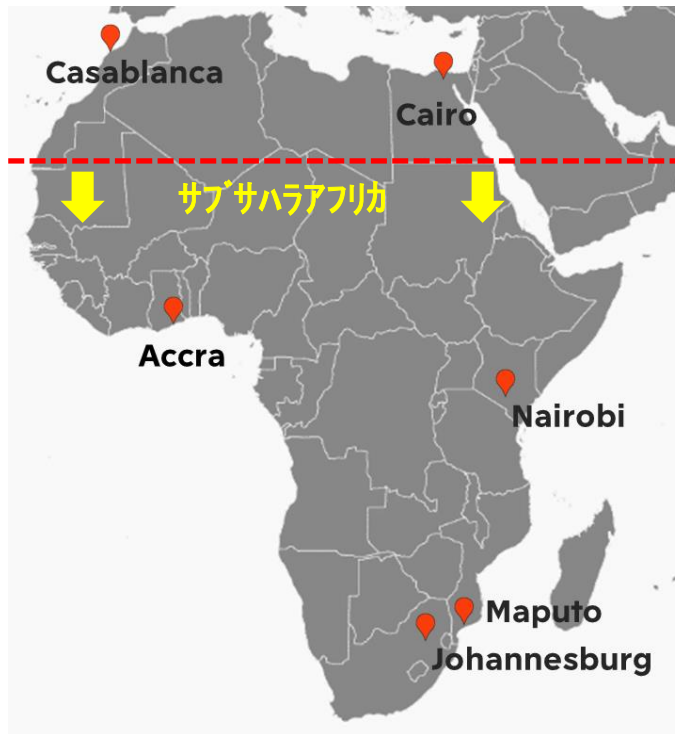 Casablanca
Cairo
ｻﾌﾞｻﾊﾗｱﾌﾘｶ
Accra
Nairobi
Maputo
Johannesburg